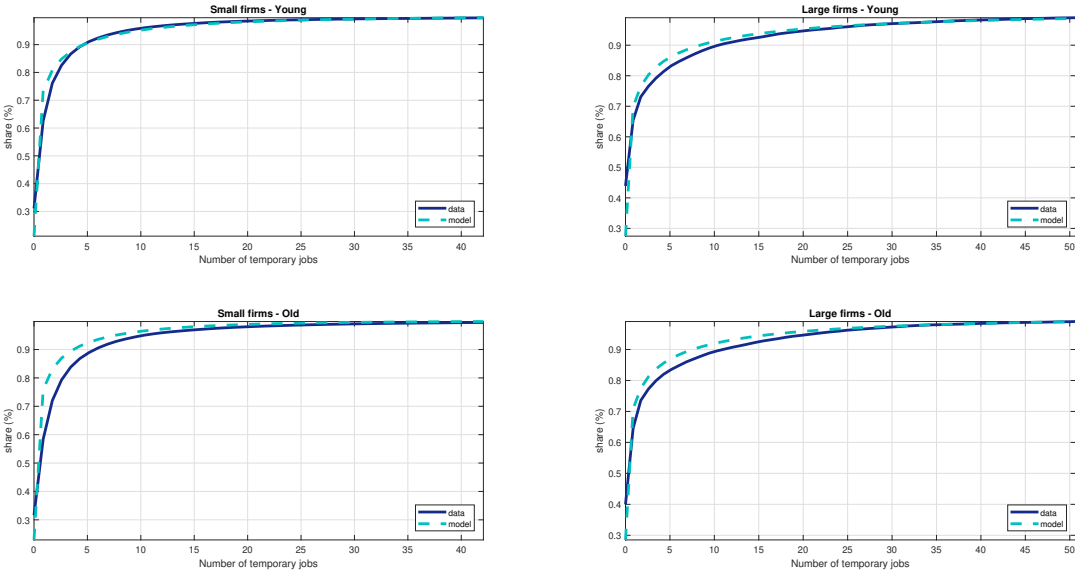 Small firms - Young
share (%)
0.9
0.8
0.7
0.6
0.5
0.4
0.3
0 5 10 15 20 25 30 35 40
Number of temporary jobs
data
model
Large firms - Young
share (%)
0.9
0.8
0.7
0.6
0.5
0.4
0.3
0 5 10 15 20 25 30 35 40 45 50
Number of temporary jobs
data
model
Small firms - Old
share (%)
0.9
0.8
0.7
0.6
0.5
0.4
0.3
0 5 10 15 20 25 30 35 40
Number of temporary jobs
data
model
Large firms - Old
share (%)
0.9
0.8
0.7
0.6
0.5
0.4
0.3
0 5 10 15 20 25 30 35 40 45 50
Number of temporary jobs
data
model